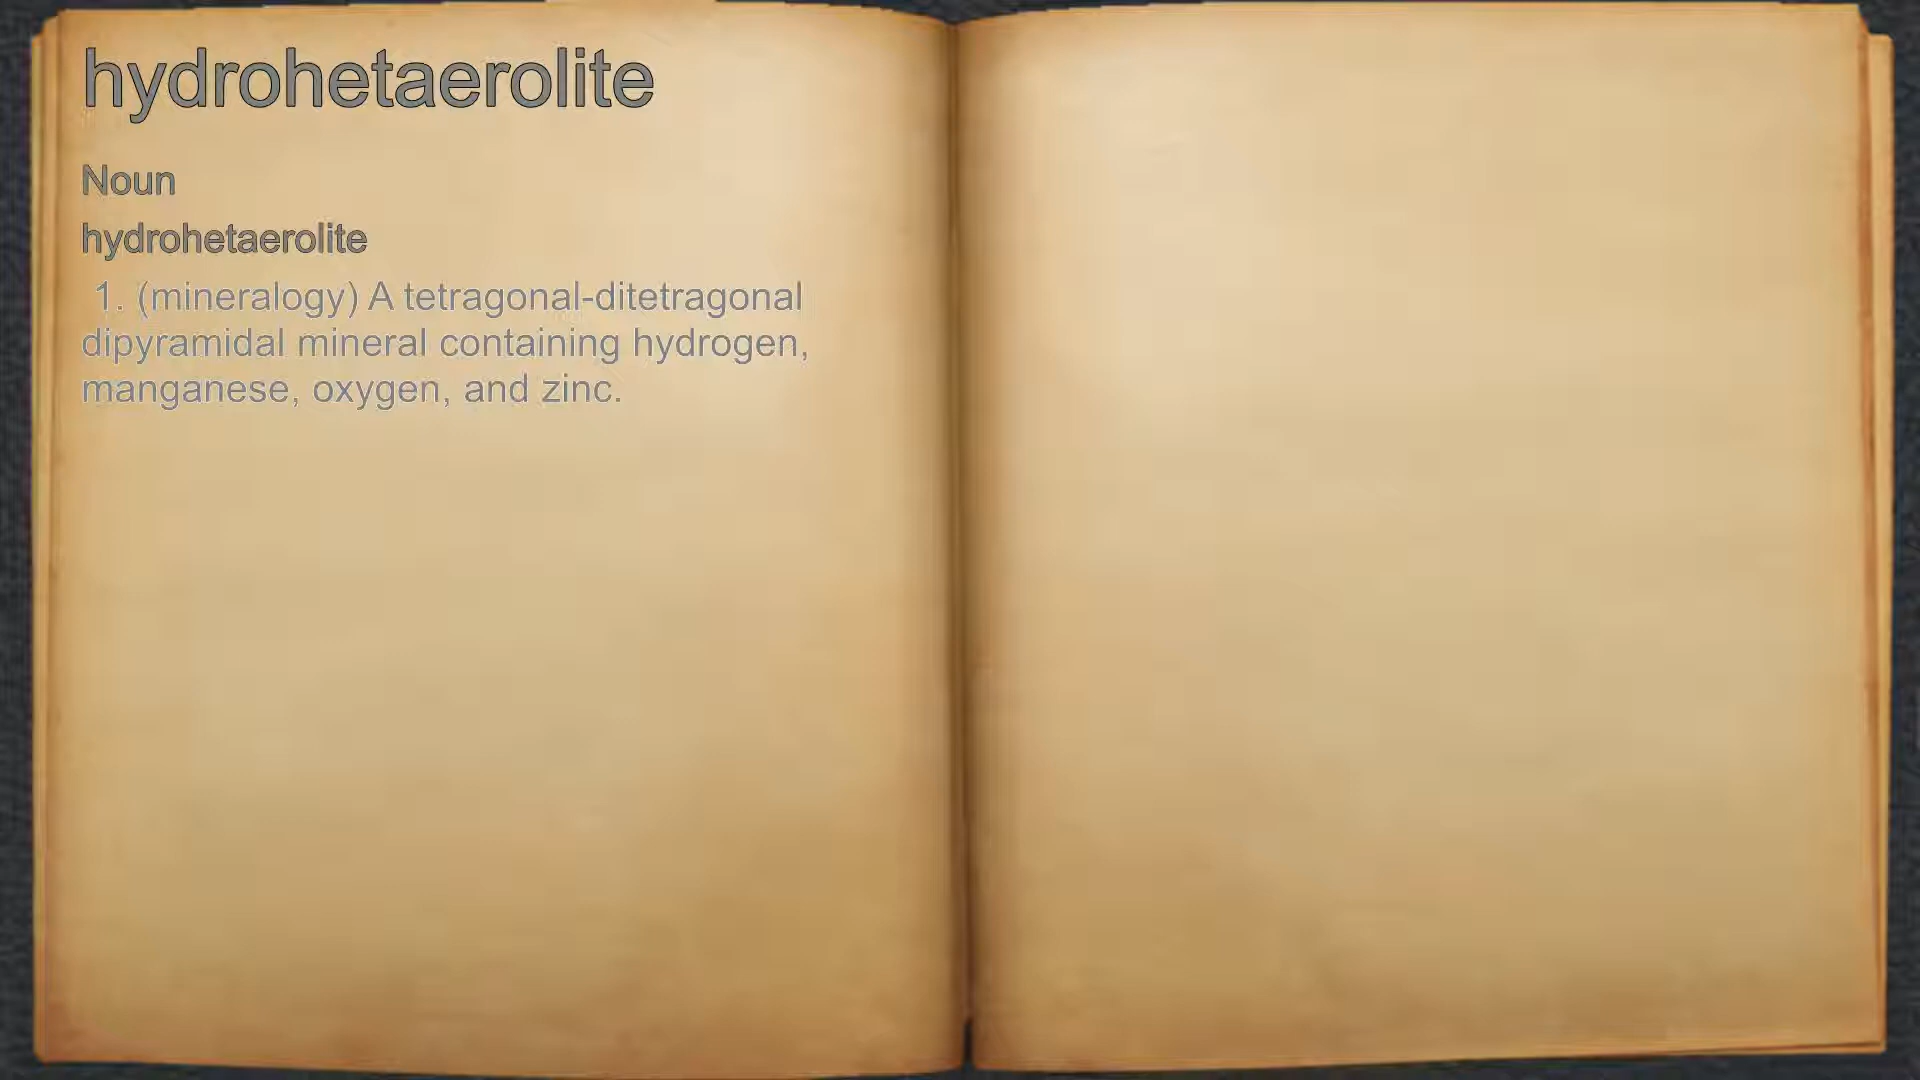 hydrohetaerolite
Noun
hydrohetaerolite
1. (mineralogy) A tetragonal-ditetragonal
dipyramidal mineral containing hydrogen,
manganese, oxygen, and zinc.